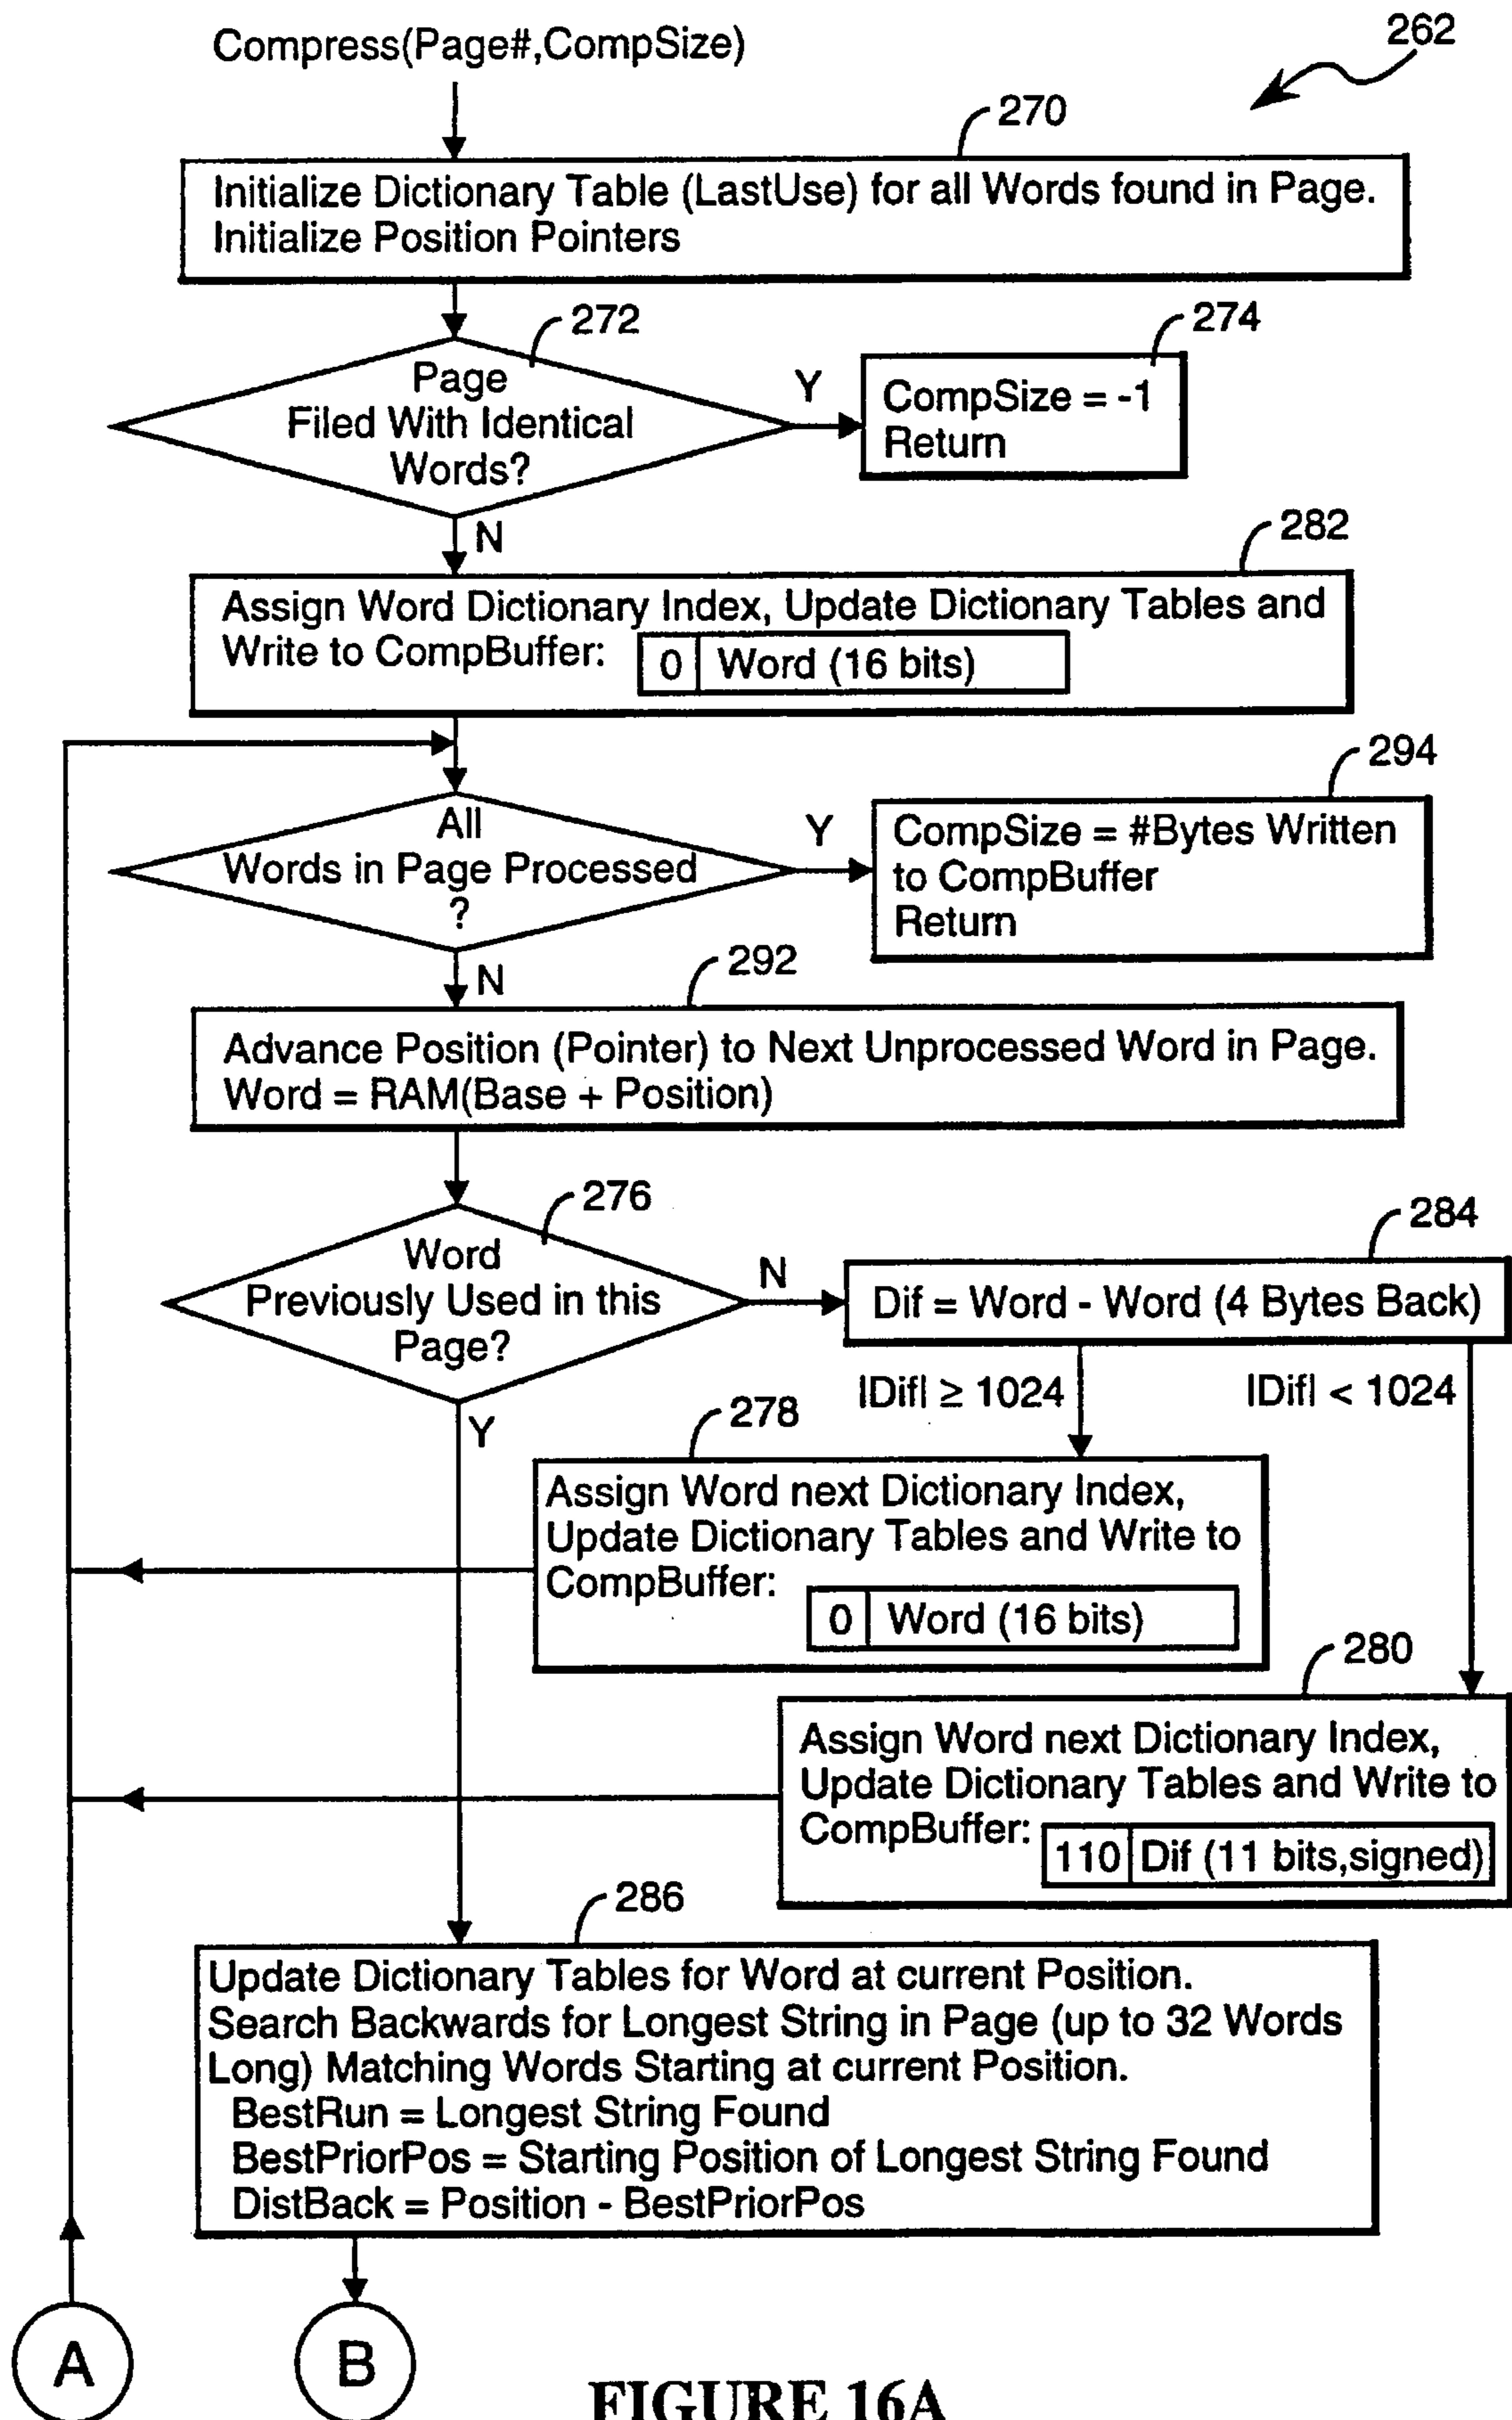 Compress(Page#,CompSize)
262
270
Initialize Dictionary Table (LastUse) for all Words found in Page.
Initialize Position Pointers
272
Page
Filed With Identical
Words?
Y
274
CompSize = -1
Return
N
282
Assign Word Dictionary Index, Update Dictionary Tables and
Write to CompBuffer: 0 Word (16 bits)
All
Words in Page Processed
?
Y
294
CompSize = #Bytes Written
to CompBuffer
Return
N
292
Advance Position (Pointer) to Next Unprocessed Word in Page.
Word = RAM(Base + Position)
276
Word
Previously Used in this
Page?
N
284
Dif = Word - Word (4 Bytes Back)
|Dif| ≥ 1024
|Dif| < 1024
Y
278
Assign Word next Dictionary Index,
Update Dictionary Tables and Write to
CompBuffer:
0 Word (16 bits)
280
Assign Word next Dictionary Index,
Update Dictionary Tables and Write to
CompBuffer: 110 Dif (11 bits,signed)
286
Update Dictionary Tables for Word at current Position.
Search Backwards for Longest String in Page (up to 32 Words
Long) Matching Words Starting at current Position.
BestRun = Longest String Found
BestPriorPos = Starting Position of Longest String Found
DistBack = Position - BestPriorPos
A
B
FIGURE 16A